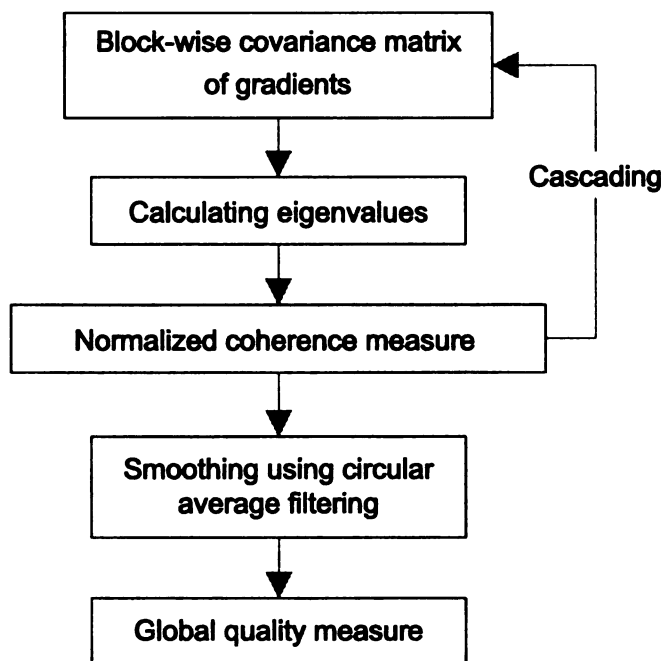 Block-wise covariance matrix
of gradients
Cascading
Calculating eigenvalues
Normalized coherence measure
Smoothing using circular
average filtering
Global quality measure